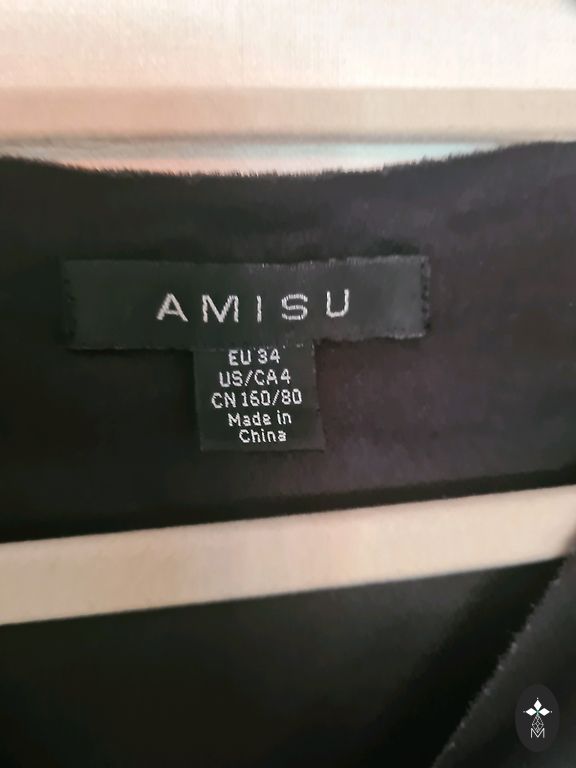 AMISU
EU 34
US/CA 4
CN 160/80
Made in
China